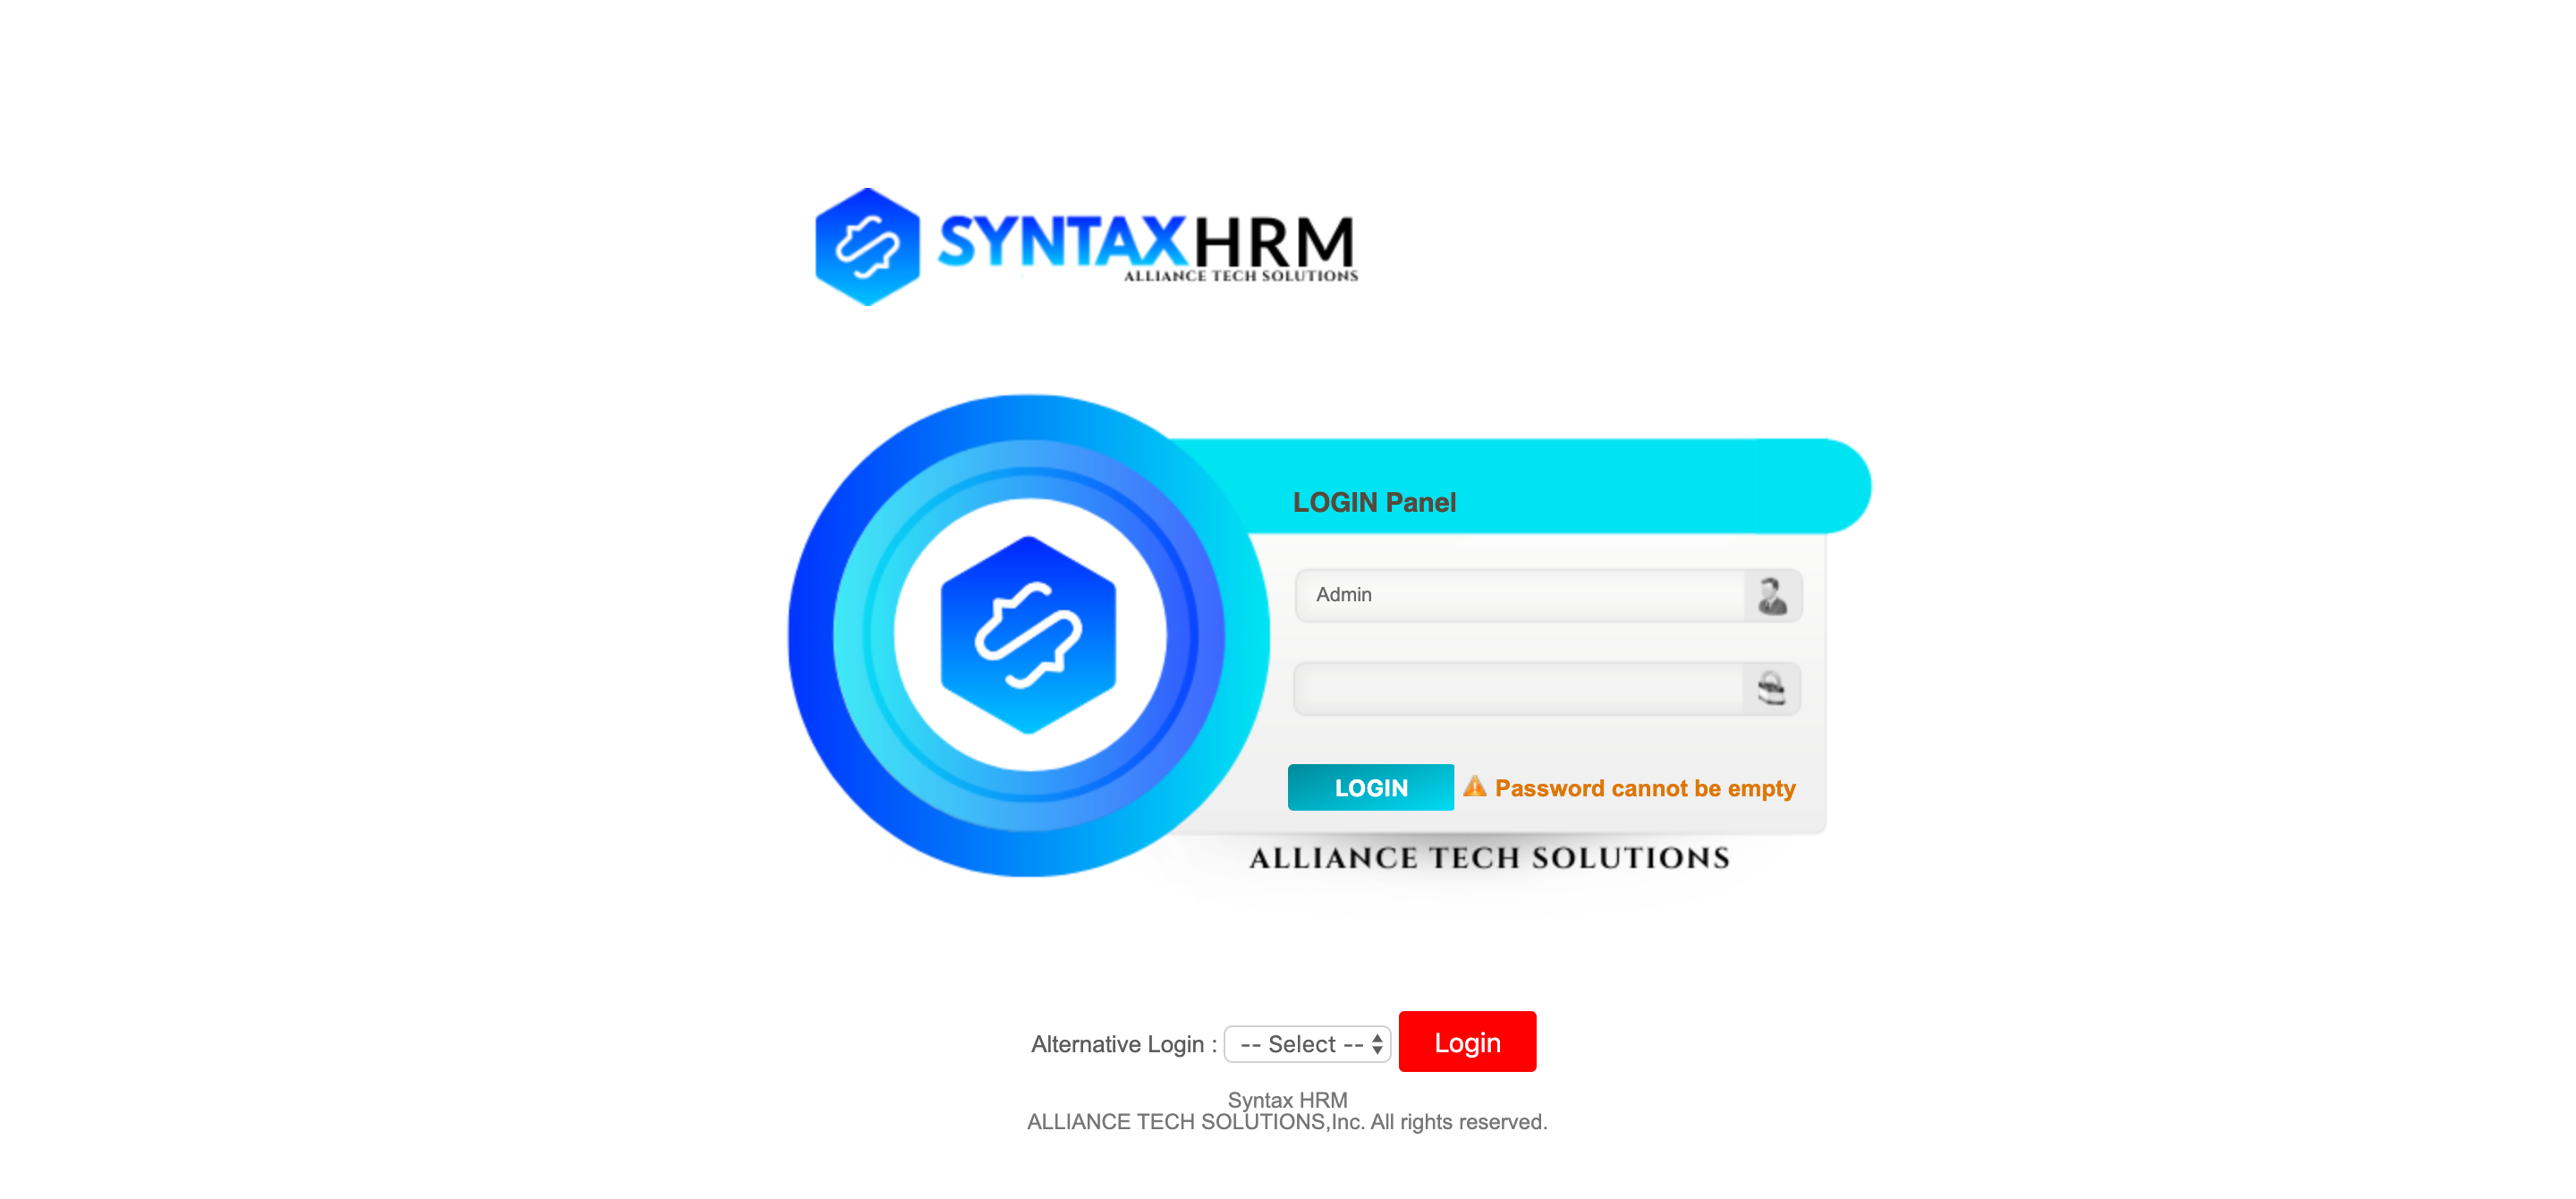 SYNTAXHRM
ALLIANCE TECH SOLUTIONS
LOGIN Panel
Admin
LOGIN Password cannot be empty
ALLIANCE TECH SOLUTIONS
Alternative Login : -- Select -- Login
Syntax HRM
ALLIANCE TECH SOLUTIONS,Inc. All rights reserved.